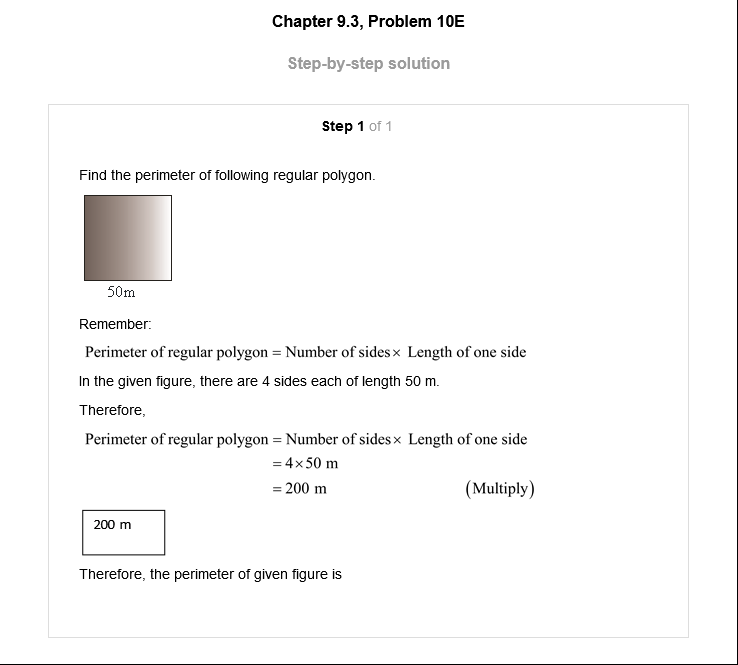 Chapter 9.3, Problem 10E
Step-by-step solution
Step 1 of 1
Find the perimeter of following regular polygon.
50m
Remember:
Perimeter of regular polygon = Number of sides × Length of one side
In the given figure, there are 4 sides each of length 50 m.
Therefore,
Perimeter of regular polygon = Number of sides × Length of one side
= 4×50 m
= 200 m (Multiply)
200 m
Therefore, the perimeter of given figure is